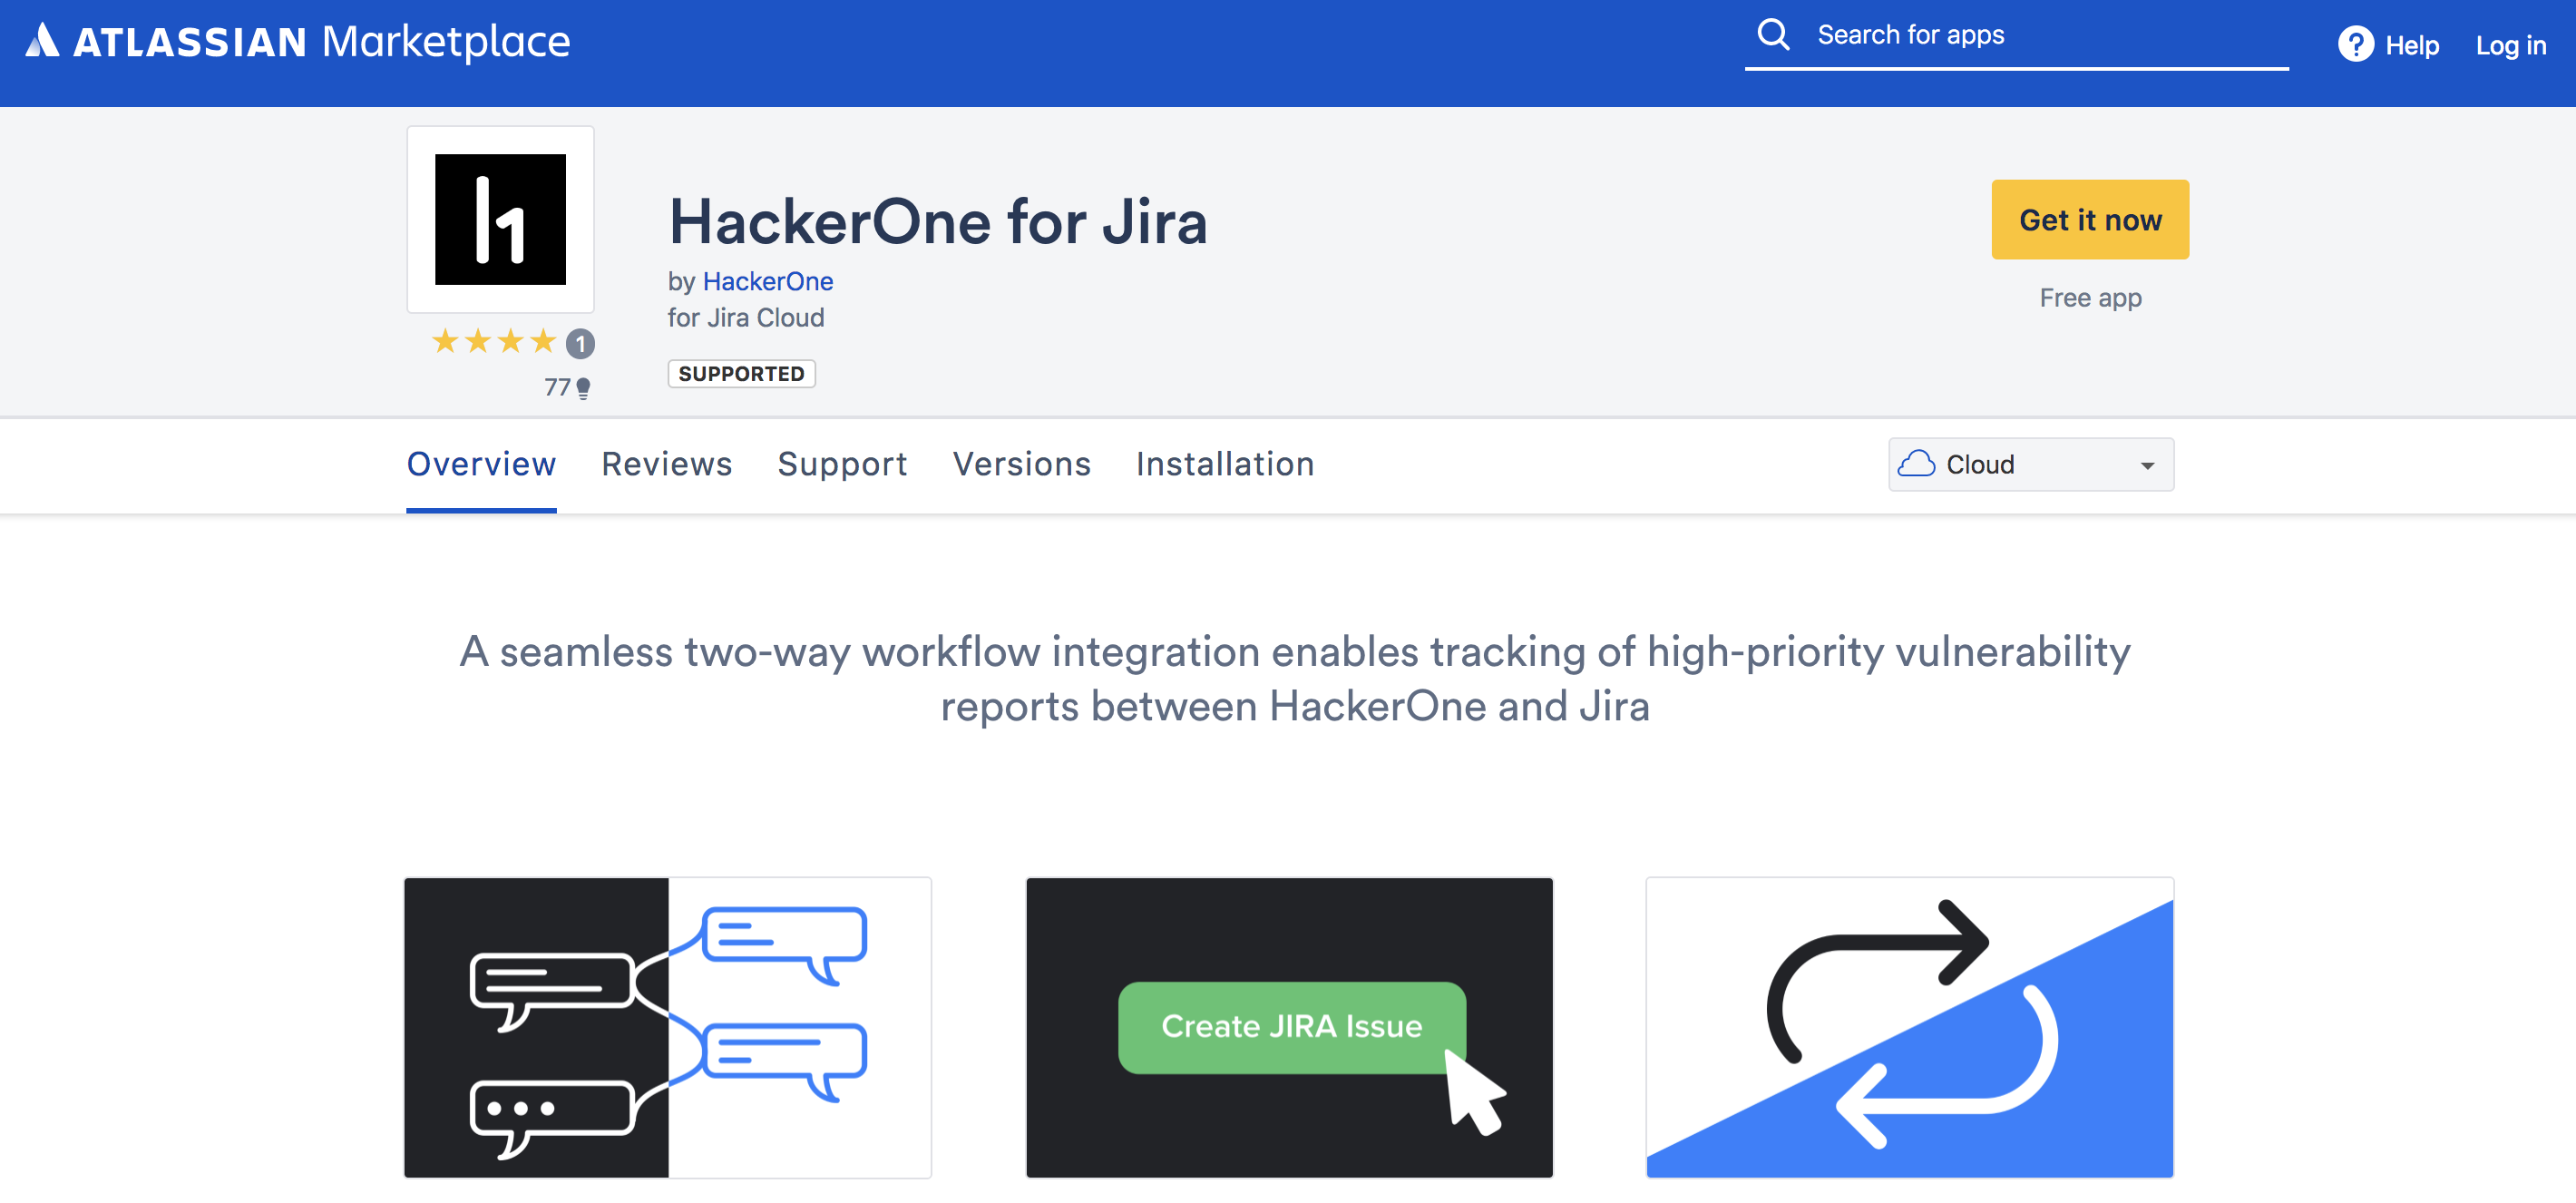 ATLASSIAN Marketplace
Search for apps
? Help
Log in
h1
HackerOne for Jira
by HackerOne
for Jira Cloud
SUPPORTED
1
77
Get it now
Free app
Overview
Reviews
Support
Versions
Installation
Cloud
A seamless two-way workflow integration enables tracking of high-priority vulnerability
reports between HackerOne and Jira
Create JIRA Issue